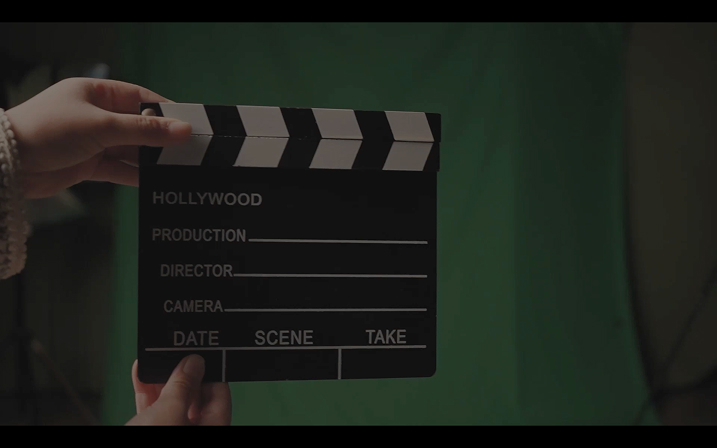 HOLLYWOOD
PRODUCTION
DIRECTOR
CAMERA
DATE SCENE TAKE